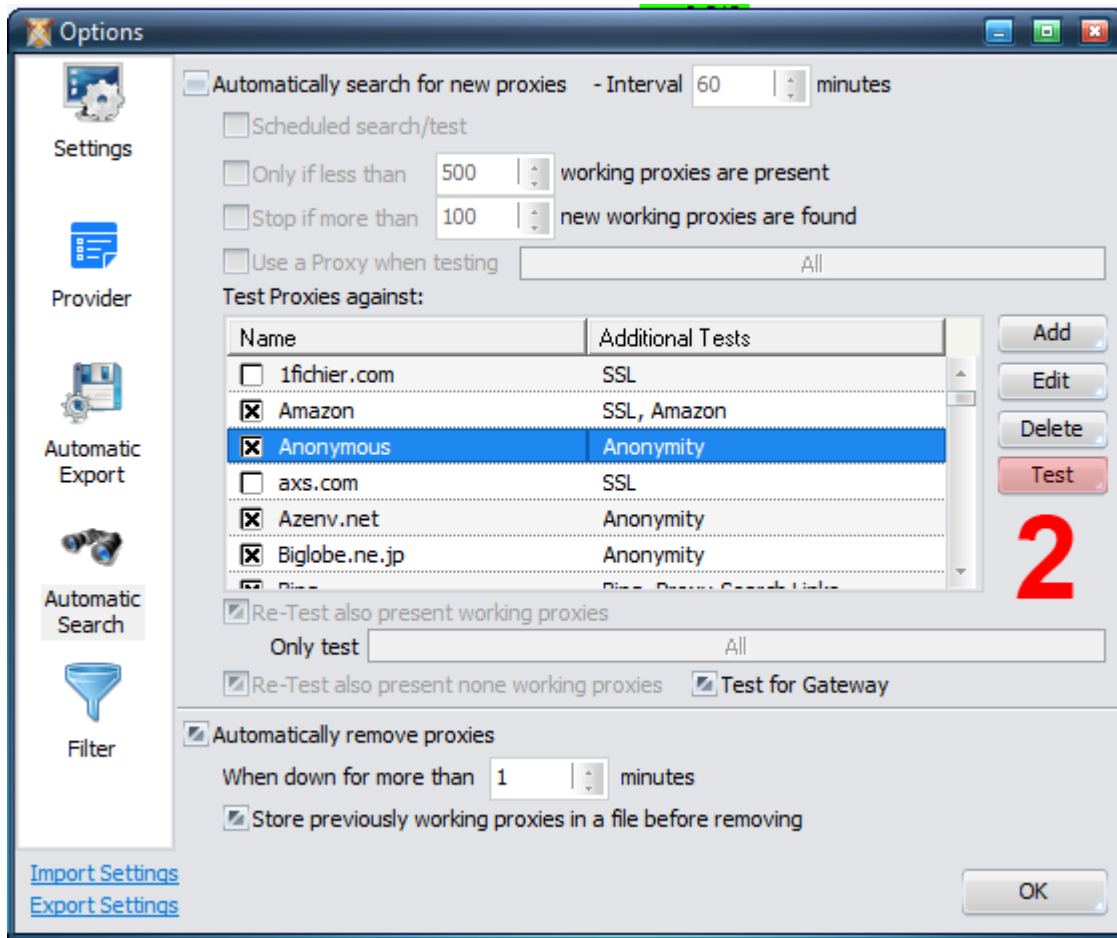 Options
Automatically search for new proxies - Interval 60 minutes
Scheduled search/test
Only if less than 500 working proxies are present
Stop if more than 100 new working proxies are found
Use a Proxy when testing All
Test Proxies against:
Name Additional Tests
1fichier.com SSL
Amazon SSL, Amazon
Anonymous Anonymity
axs.com SSL
Azenv.net Anonymity
Biglobe.ne.jp Anonymity
Bing Bing, Proxy Search Links
Add
Edit
Delete
Test
2
Re-Test also present working proxies
Only test All
Re-Test also present none working proxies Test for Gateway
Automatically remove proxies
When down for more than 1 minutes
Store previously working proxies in a file before removing
Settings
Provider
Automatic
Export
Automatic
Search
Filter
Import Settings
Export Settings
OK